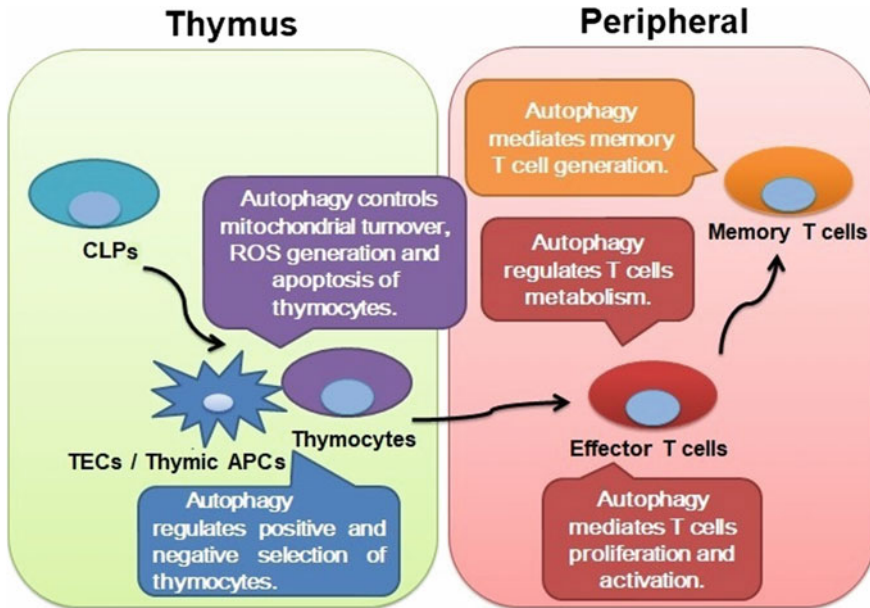 Thymus
Peripheral
CLPs
Autophagy controls
mitochondrial turnover,
ROS generation and
apoptosis of
thymocytes.
TECs / Thymic APCs
Thymocytes
Autophagy
regulates positive and
negative selection of
thymocytes.
Autophagy
mediates memory
T cell generation.
Memory T cells
Autophagy
regulates T cells
metabolism.
Effector T cells
Autophagy
mediates T cells
proliferation and
activation.